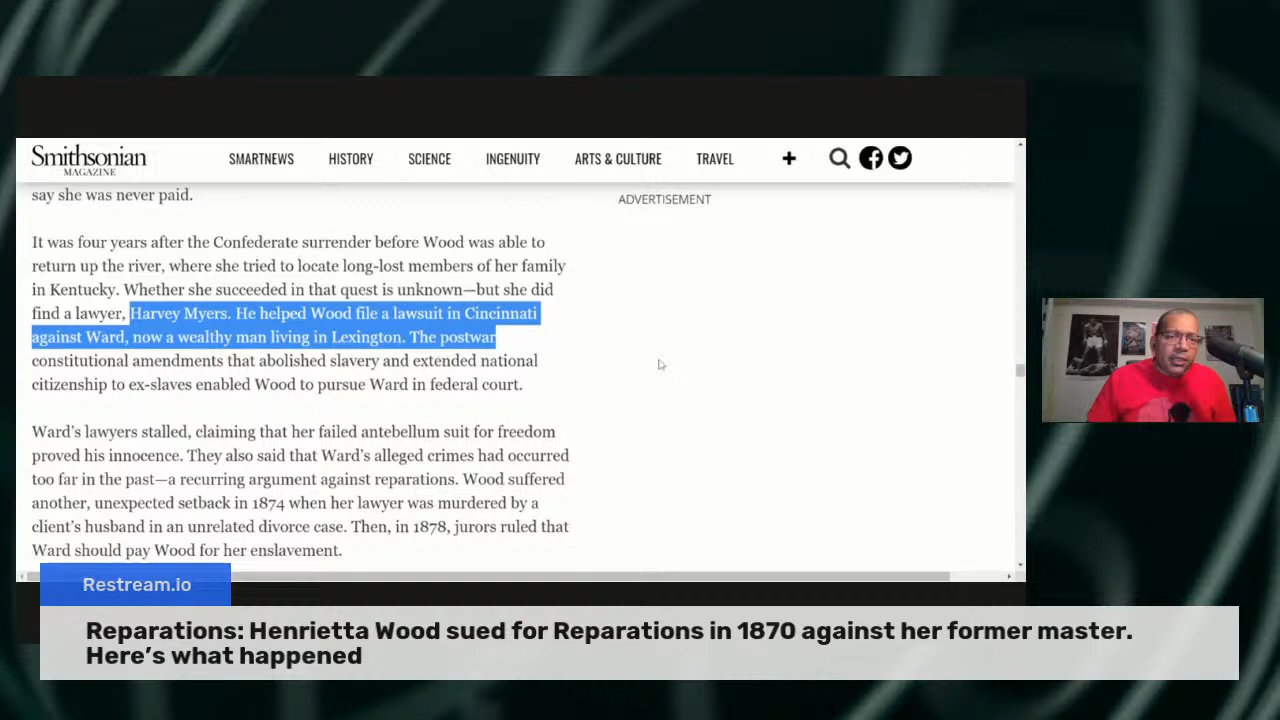 Smithsonian
MAGAZINE
SMARTNEWS HISTORY SCIENCE INGENUITY ARTS & CULTURE TRAVEL
say she was never paid.
ADVERTISEMENT
It was four years after the Confederate surrender before Wood was able to
return up the river, where she tried to locate long-lost members of her family
in Kentucky. Whether she succeeded in that quest is unknown—but she did
find a lawyer, Harvey Myers. He helped Wood file a lawsuit in Cincinnati
against Ward, now a wealthy man living in Lexington. The postwar
constitutional amendments that abolished slavery and extended national
citizenship to ex-slaves enabled Wood to pursue Ward in federal court.
Ward’s lawyers stalled, claiming that her failed antebellum suit for freedom
proved his innocence. They also said that Ward’s alleged crimes had occurred
too far in the past—a recurring argument against reparations. Wood suffered
another, unexpected setback in 1874 when her lawyer was murdered by a
client’s husband in an unrelated divorce case. Then, in 1878, jurors ruled that
Ward should pay Wood for her enslavement.
Restream.io
Reparations: Henrietta Wood sued for Reparations in 1870 against her former master.
Here’s what happened